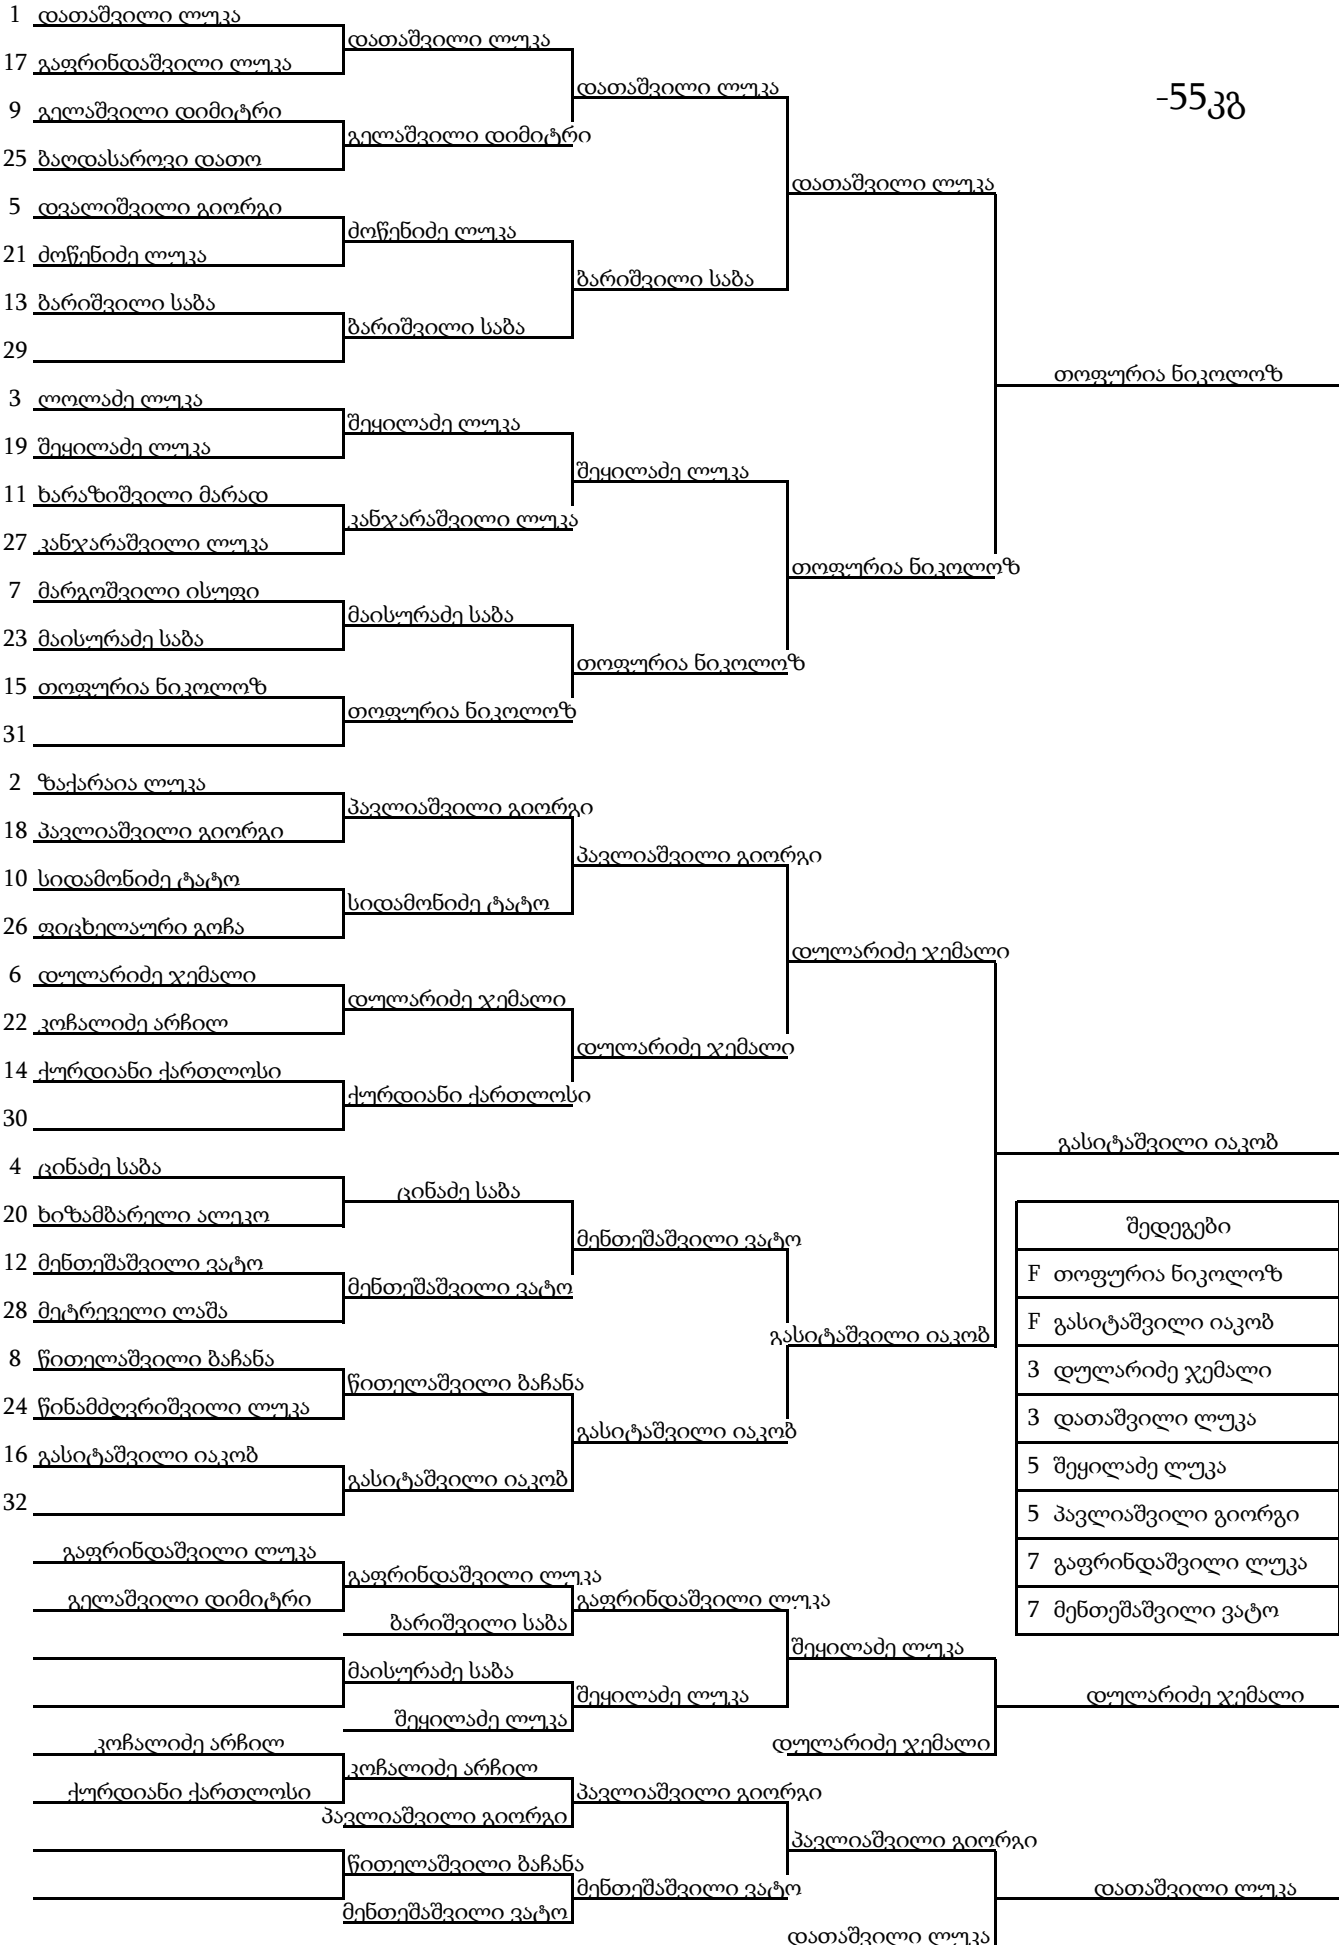 1 დათაშვილი ლუკა
დათაშვილი ლუკა
17 გაფრინდაშვილი ლუკა
დათაშვილი ლუკა
-55კგ
9 გელაშვილი დიმიტრი
გელაშვილი დიმიტრი
25 ბაღდასაროვი დათო
დათაშვილი ლუკა
5 დვალიშვილი გიორგი
ძოწენიძე ლუკა
21 ძოწენიძე ლუკა
ბარიშვილი საბა
13 ბარიშვილი საბა
ბარიშვილი საბა
29
თოფურია ნიკოლოზ
3 ლოლაძე ლუკა
შეყილაძე ლუკა
19 შეყილაძე ლუკა
შეყილაძე ლუკა
11 ხარაზიშვილი მარად
კანჯარაშვილი ლუკა
27 კანჯარაშვილი ლუკა
თოფურია ნიკოლოზ
7 მარგოშვილი ისუფი
მაისურაძე საბა
23 მაისურაძე საბა
თოფურია ნიკოლოზ
15 თოფურია ნიკოლოზ
თოფურია ნიკოლოზ
31
2 ზაქარაია ლუკა
პავლიაშვილი გიორგი
18 პავლიაშვილი გიორგი
პავლიაშვილი გიორგი
10 სიდამონიძე ტატო
სიდამონიძე ტატო
26 ფიცხელაური გოჩა
დულარიძე ჯემალი
6 დულარიძე ჯემალი
დულარიძე ჯემალი
22 კოჩალიძე არჩილ
დულარიძე ჯემალი
14 ქურდიანი ქართლოსი
ქურდიანი ქართლოსი
30
გასიტაშვილი იაკობ
4 ცინაძე საბა
ცინაძე საბა
20 ხიზამბარელი ალეკო
მენთეშაშვილი ვატო
12 მენთეშაშვილი ვატო
მენთეშაშვილი ვატო
28 მეტრეველი ლაშა
გასიტაშვილი იაკობ
8 წითელაშვილი ბაჩანა
წითელაშვილი ბაჩანა
24 წინამძღვრიშვილი ლუკა
გასიტაშვილი იაკობ
16 გასიტაშვილი იაკობ
გასიტაშვილი იაკობ
32
შედეგები
F თოფურია ნიკოლოზ
F გასიტაშვილი იაკობ
3 დულარიძე ჯემალი
3 დათაშვილი ლუკა
5 შეყილაძე ლუკა
5 პავლიაშვილი გიორგი
7 გაფრინდაშვილი ლუკა
7 მენთეშაშვილი ვატო
გაფრინდაშვილი ლუკა
გაფრინდაშვილი ლუკა
გელაშვილი დიმიტრი
გაფრინდაშვილი ლუკა
ბარიშვილი საბა
შეყილაძე ლუკა
მაისურაძე საბა
შეყილაძე ლუკა
დულარიძე ჯემალი
შეყილაძე ლუკა
კოჩალიძე არჩილ
დულარიძე ჯემალი
კოჩალიძე არჩილ
ქურდიანი ქართლოსი
პავლიაშვილი გიორგი
პავლიაშვილი გიორგი
პავლიაშვილი გიორგი
წითელაშვილი ბაჩანა
მენთეშაშვილი ვატო
დათაშვილი ლუკა
მენთეშაშვილი ვატო
დათაშვილი ლუკა